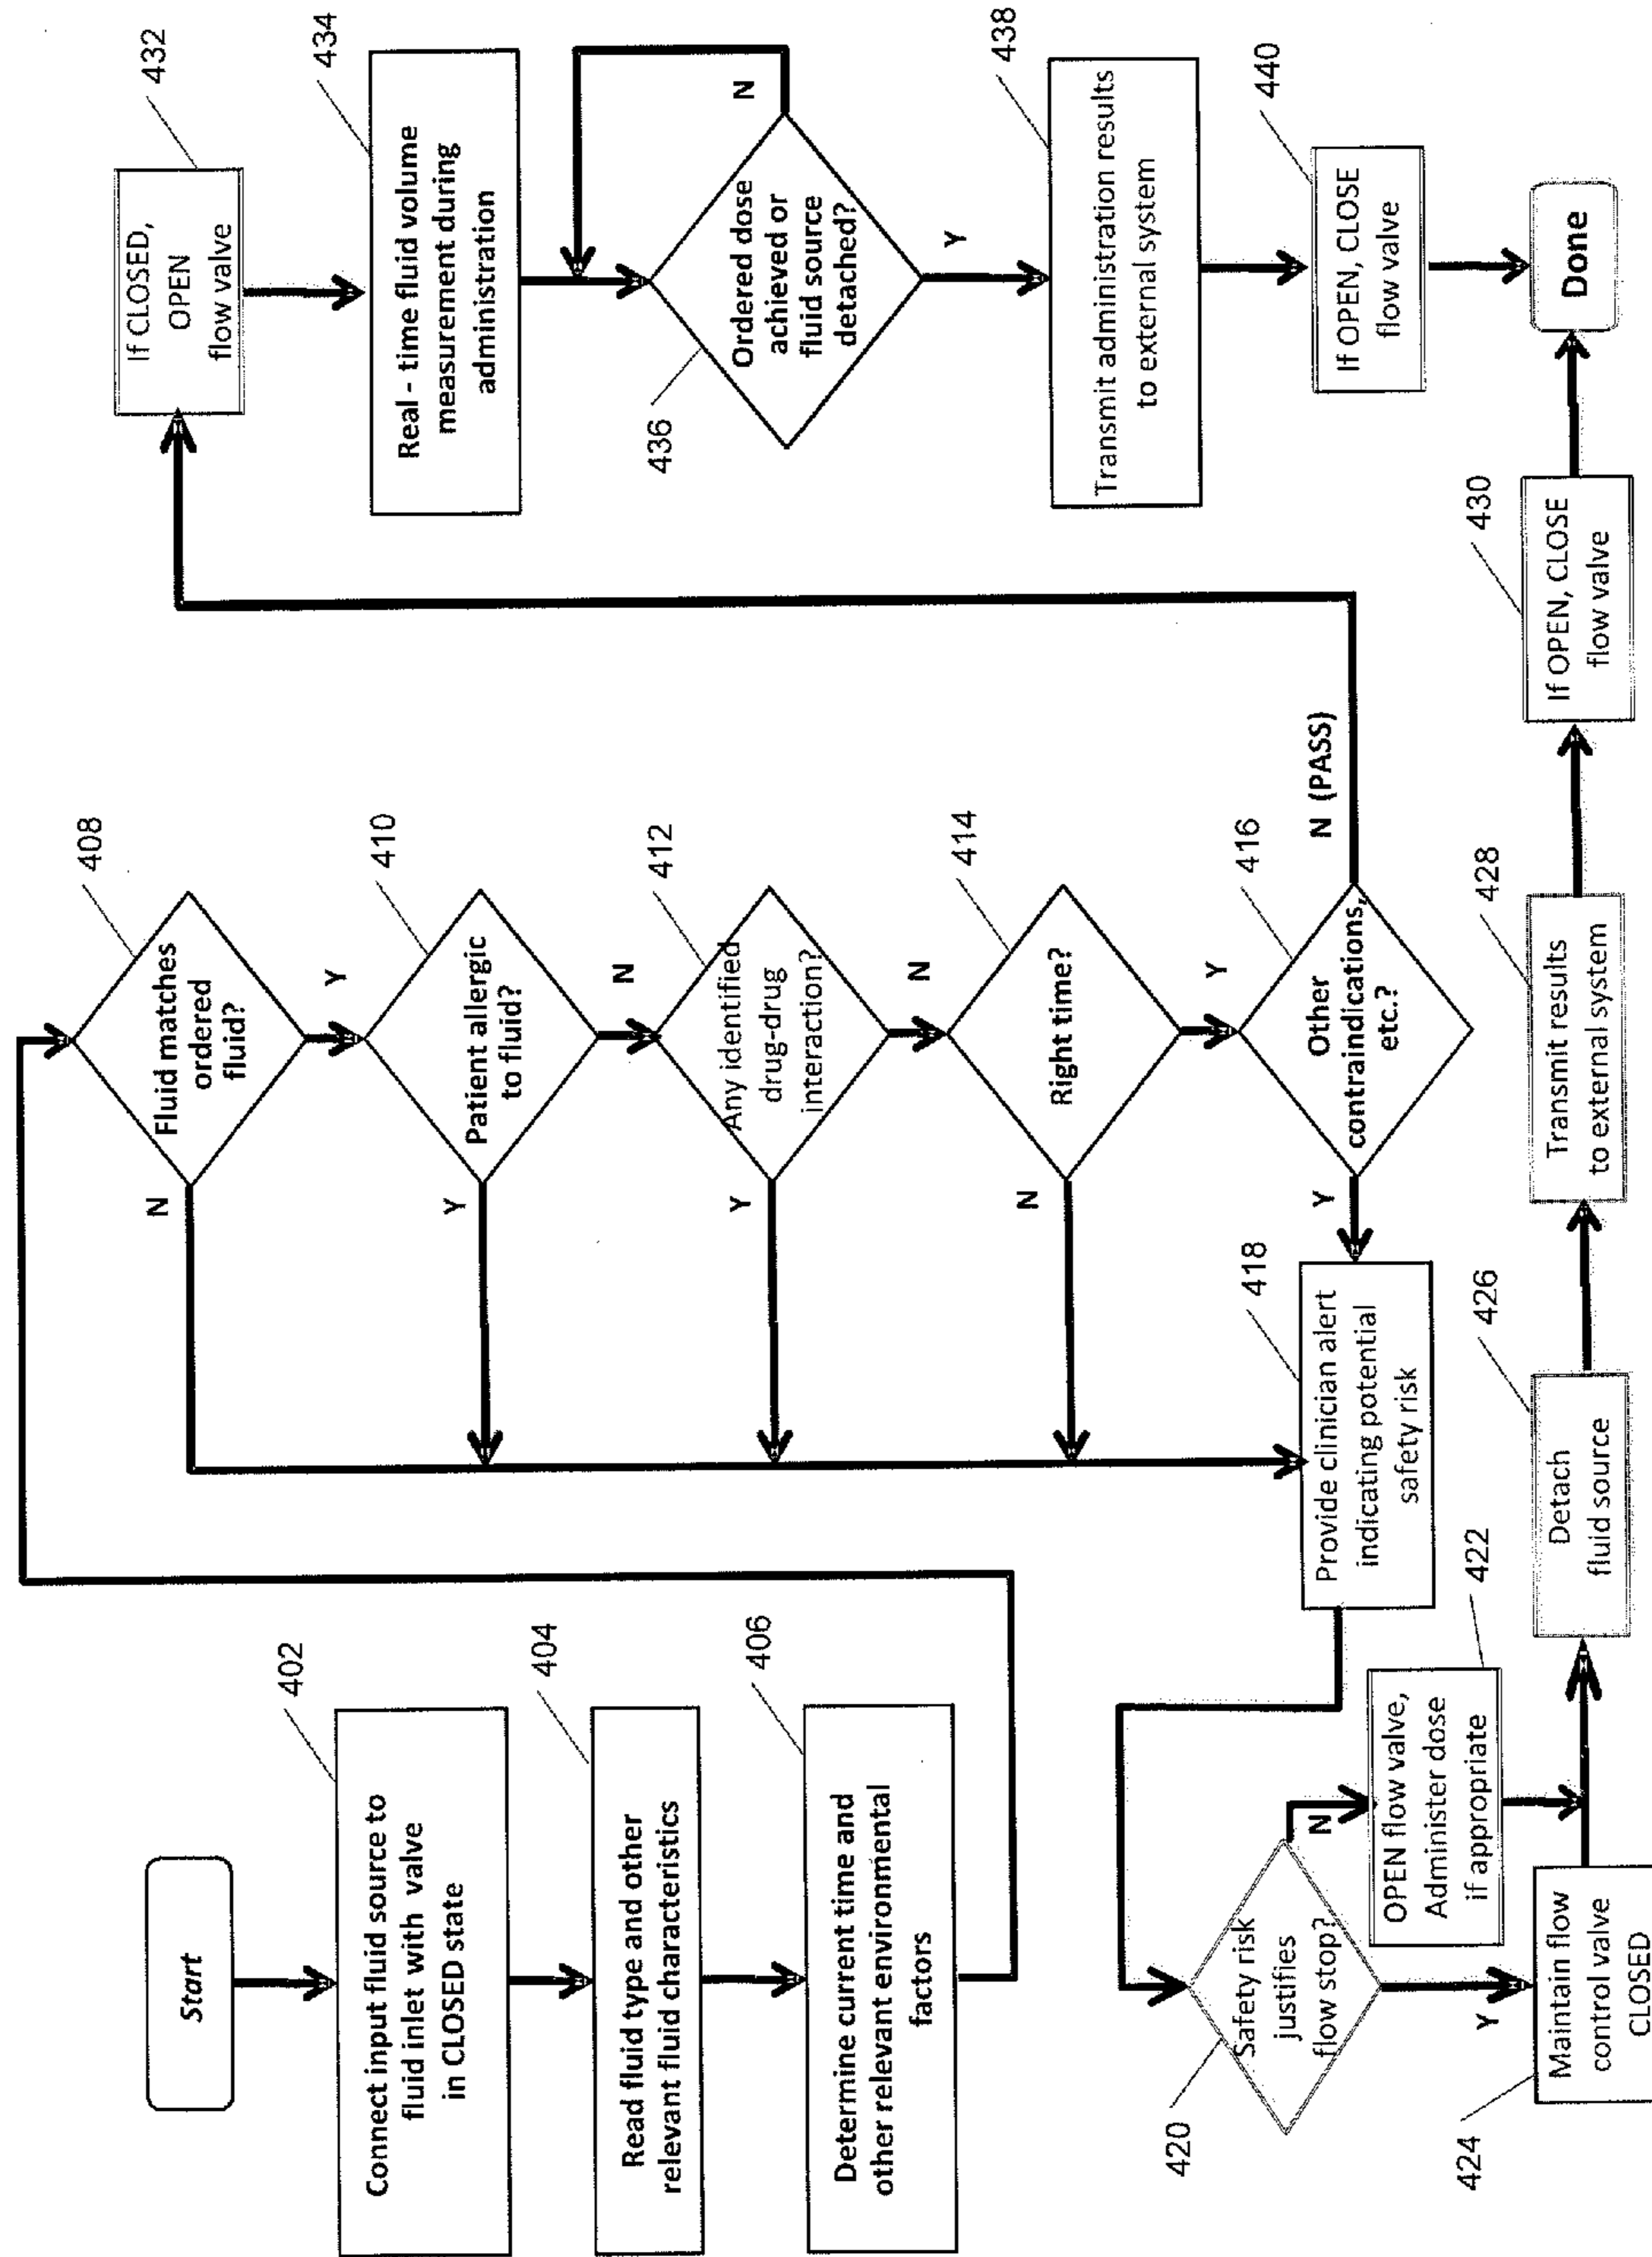 Start
402
Connect input fluid source to
fluid inlet with valve
in CLOSED state
404
Read fluid type and other
relevant fluid characteristics
406
Determine current time and
other relevant environmental
factors
408
Fluid matches
ordered
fluid?
N
Y
410
Patient allergic
to fluid?
Y
N
412
Any identified
drug-drug
interaction?
Y
N
414
Right time?
N
Y
416
Other
contraindications,
etc.?
Y
N (PASS)
418
Provide clinician alert
indicating potential
safety risk
420
Safety risk
justifies
flow stop?
N
Y
422
OPEN flow valve,
Administer dose
if appropriate
424
Maintain flow
control valve
CLOSED
426
Detach
fluid source
428
Transmit results
to external system
430
If OPEN, CLOSE
flow valve
432
If CLOSED,
OPEN
flow valve
434
Real - time fluid volume
measurement during
administration
436
Ordered dose
achieved or
fluid source
detached?
N
Y
438
Transmit administration results
to external system
440
If OPEN, CLOSE
flow valve
Done